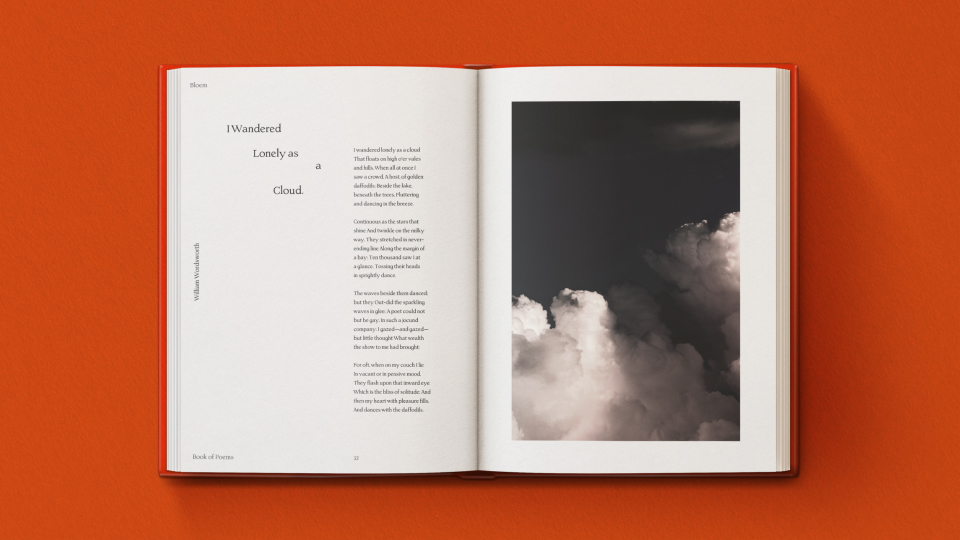 Bloem
I Wandered
Lonely as
a
Cloud.
William Wordsworth
I wandered lonely as a cloud
That floats on high o'er vales
and hills. When all at once I
saw a crowd. A host of golden
daffodils. Beside the lake,
beneath the trees, Fluttering
and dancing in the breeze.
Continuous as the stars that
shine And twinkle on the milky
way. They stretched in never-
ending line Along the margin of
a bay: Ten thousand saw I at
a glance, Tossing their heads
in sprightly dance.
The waves beside them danced;
but they Out-did the sparkling
waves in glee: A poet could not
but be gay, in such a jocund
company: I gazed—and gazed—
but little thought What wealth
the show to me had brought:
For oft, when on my couch I lie
In vacant or in pensive mood,
They flash upon that inward eye
Which is the bliss of solitude; And
then my heart with pleasure fills,
And dances with the daffodils.
Book of Poems